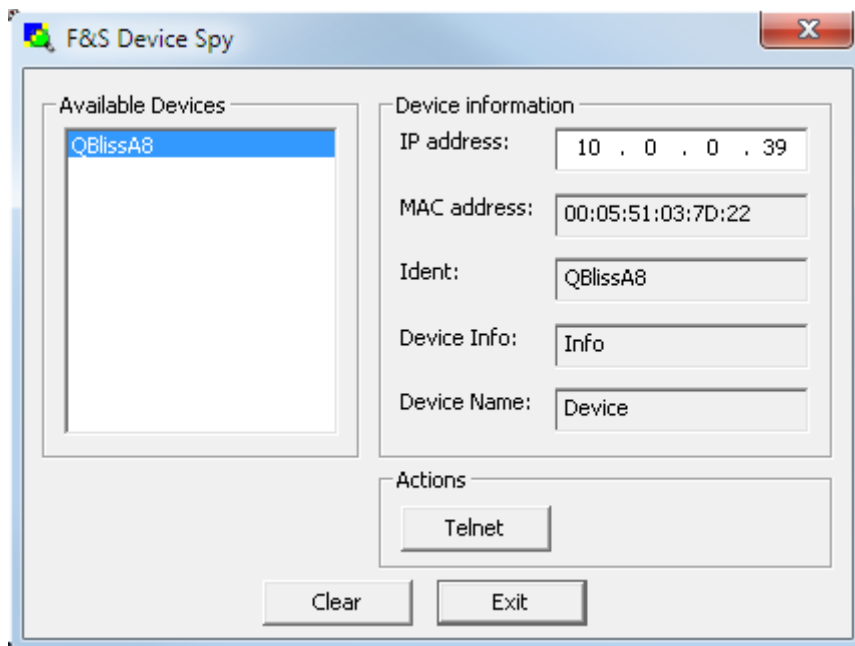 F&S Device Spy
Available Devices
QBlissA8
Device information
IP address: 10 . 0 . 0 . 39
MAC address: 00:05:51:03:7D:22
Ident: QBlissA8
Device Info: Info
Device Name: Device
Actions
Telnet
Clear Exit